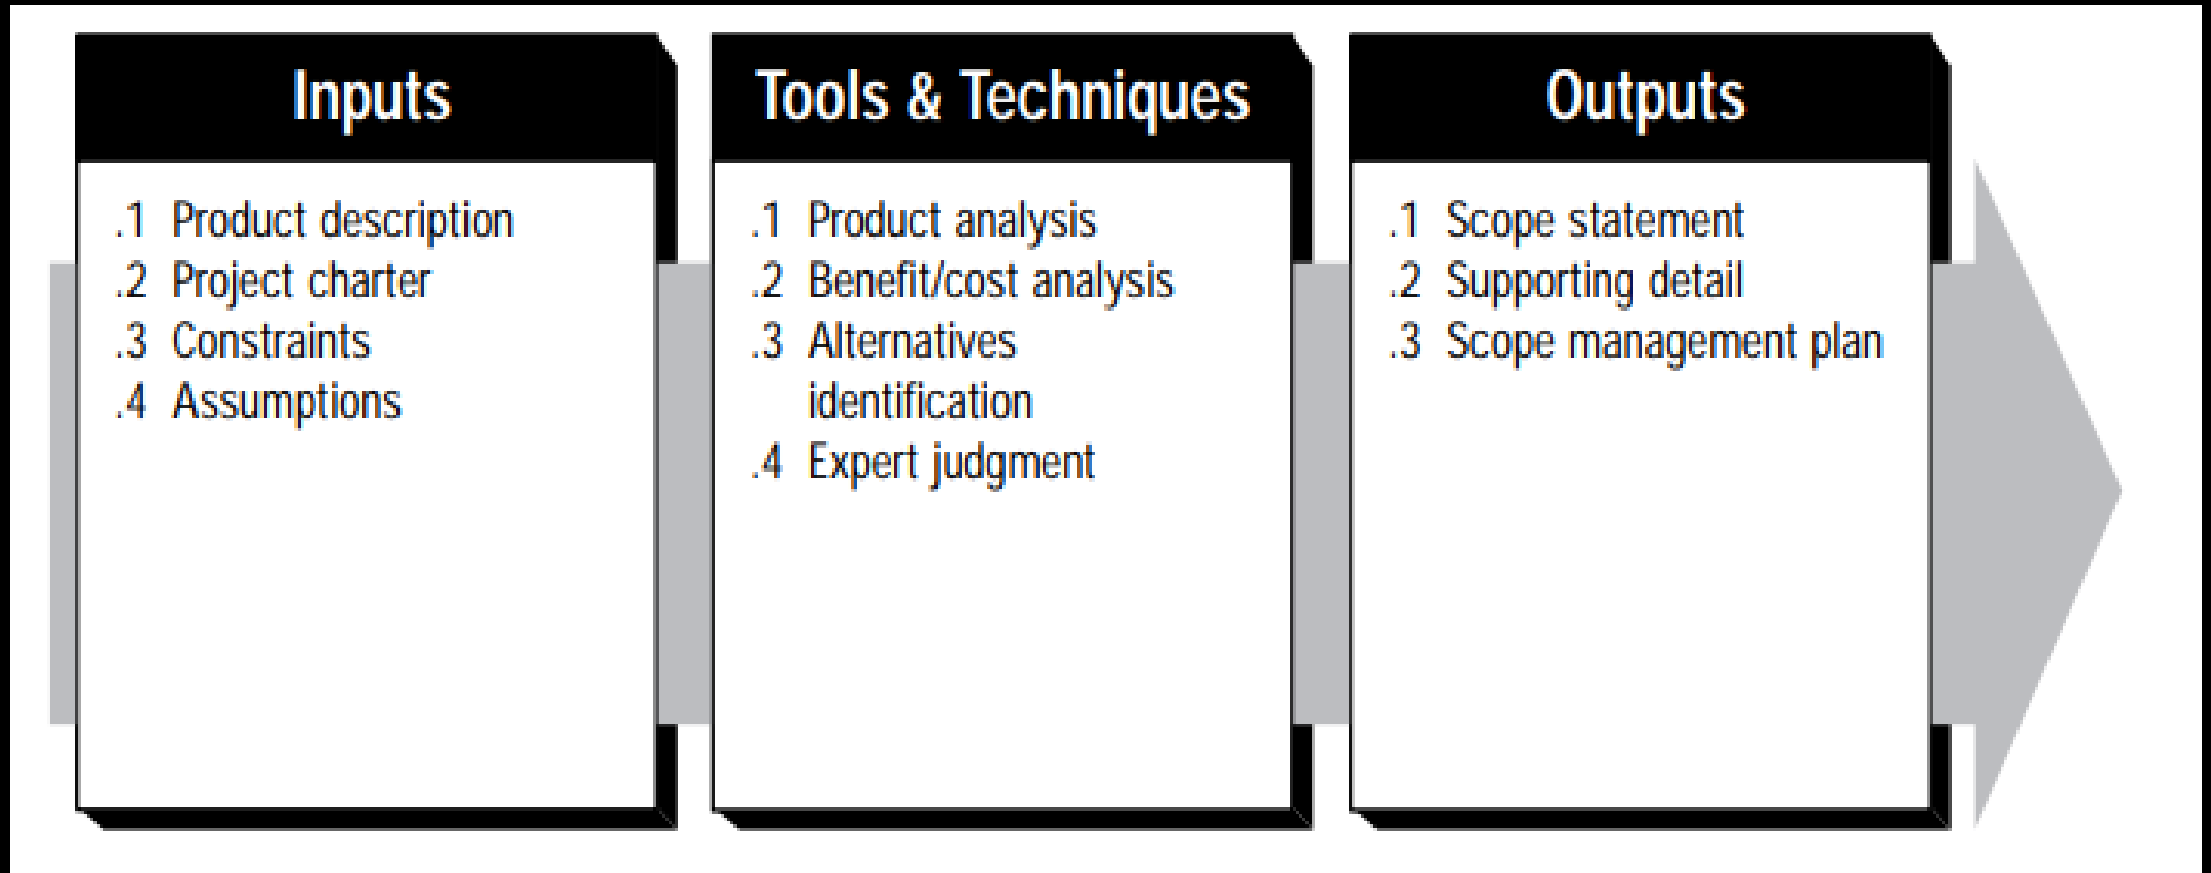 Inputs
.1 Product description
.2 Project charter
.3 Constraints
.4 Assumptions
Tools & Techniques
.1 Product analysis
.2 Benefit/cost analysis
.3 Alternatives
identification
.4 Expert judgment
Outputs
.1 Scope statement
.2 Supporting detail
.3 Scope management plan